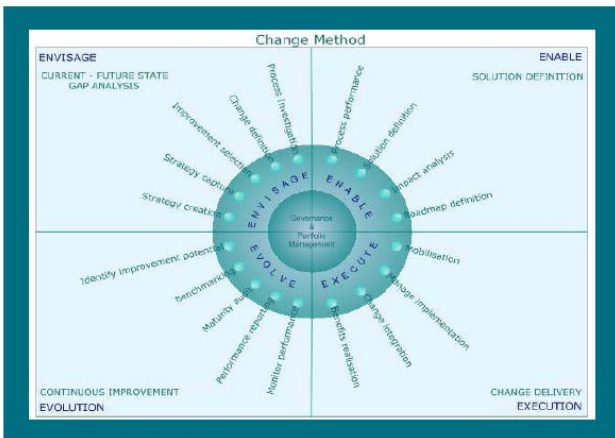 Change Method
ENVISAGE
CURRENT - FUTURE STATE
GAP ANALYSIS
ENABLE
SOLUTION DEFINITION
Process Investigation
Change definition
Improvement selection
Strategy capture
Strategy creation
Process performance
Solution definition
Impact analysis
Roadmap definition
ENVISAGE
ENABLE
Governance
&
Portfolio
Management
EVOLVE
EXECUTE
Identify improvement potential
Benchmarking
Maturity audit
Performance reporting
Monitor performance
Mobilisation
Manage implementation
Change integration
Benefits realisation
CONTINUOUS IMPROVEMENT
EVOLUTION
CHANGE DELIVERY
EXECUTION